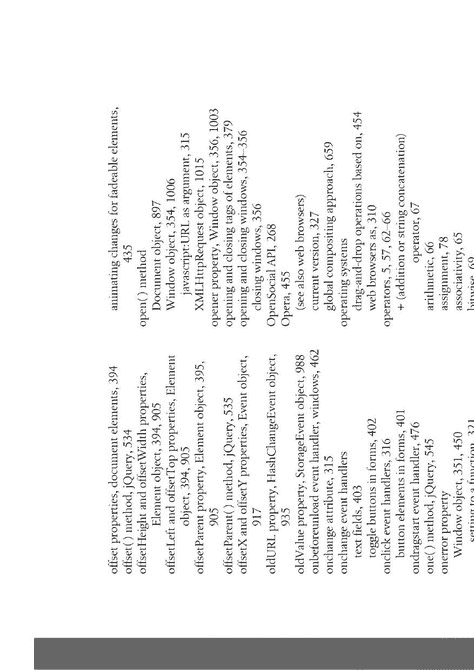 offset properties, document elements, 394
offset() method, jQuery, 534
offsetHeight and offsetWidth properties,
Element object, 394, 905
offsetLeft and offsetTop properties, Element
object, 394, 905
offsetParent property, Element object, 395,
905
offsetParent() method, jQuery, 535
offsetX and offsetY properties, Event object,
917
oldURL property, HashChangeEvent object,
935
oldValue property, StorageEvent object, 988
onbeforeunload event handler, windows, 462
onchange attribute, 315
onchange event handlers
text fields, 403
toggle buttons in forms, 402
onclick event handlers, 316
button elements in forms, 401
ondragstart event handler, 476
one() method, jQuery, 545
onerror property
Window object, 351, 450
setting to a function, 321
animating changes for fadeable elements,
435
open() method
Document object, 897
Window object, 354, 1006
javascript:URL as argument, 315
XMLHttpRequest object, 1015
opener property, Window object, 356, 1003
opening and closing tags of elements, 379
opening and closing windows, 354–356
closing windows, 356
OpenSocial API, 268
Opera, 455
(see also web browsers)
current version, 327
global compositing approach, 659
operating systems
drag-and-drop operations based on, 454
web browsers as, 310
operators, 5, 57, 62–66
+ (addition or string concatenation)
operator, 67
arithmetic, 66
assignment, 78
associativity, 65
bitwise, 69